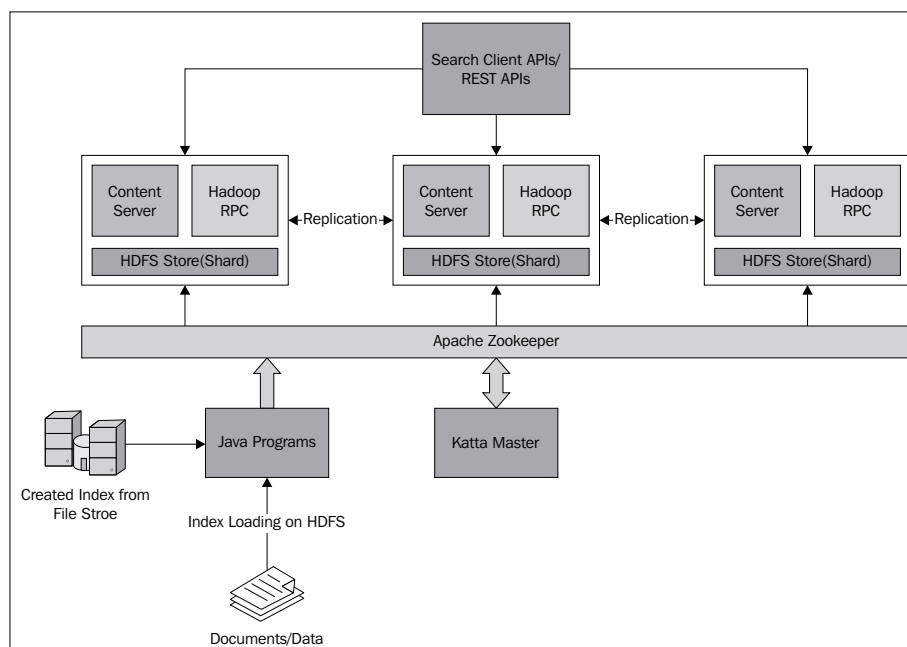 Search Client APIs/
REST APIs
Content
Server
Hadoop
RPC
HDFS Store(Shard)
Replication
Content
Server
Hadoop
RPC
HDFS Store(Shard)
Replication
Content
Server
Hadoop
RPC
HDFS Store(Shard)
Apache Zookeeper
Java Programs
Katta Master
Created Index from
File Stroe
Index Loading on HDFS
Documents/Data